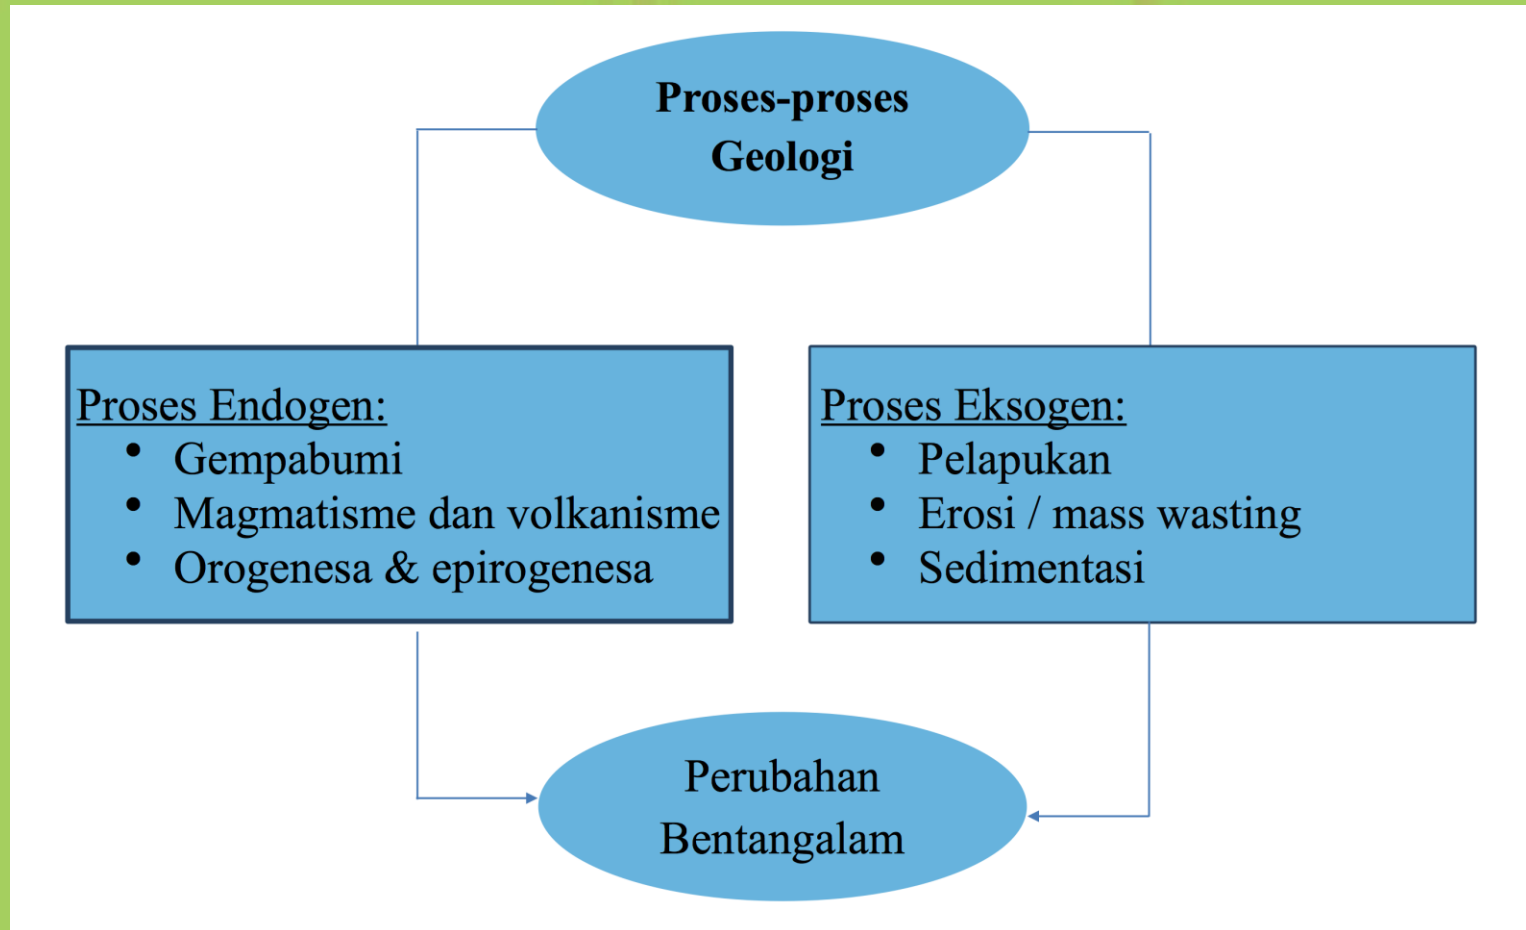 Proses-proses
Geologi
Proses Endogen:
• Gempabumi
• Magmatisme dan volkanisme
• Orogenesa & epirogenesa
Proses Eksogen:
• Pelapukan
• Erosi / mass wasting
• Sedimentasi
Perubahan
Bentangalam